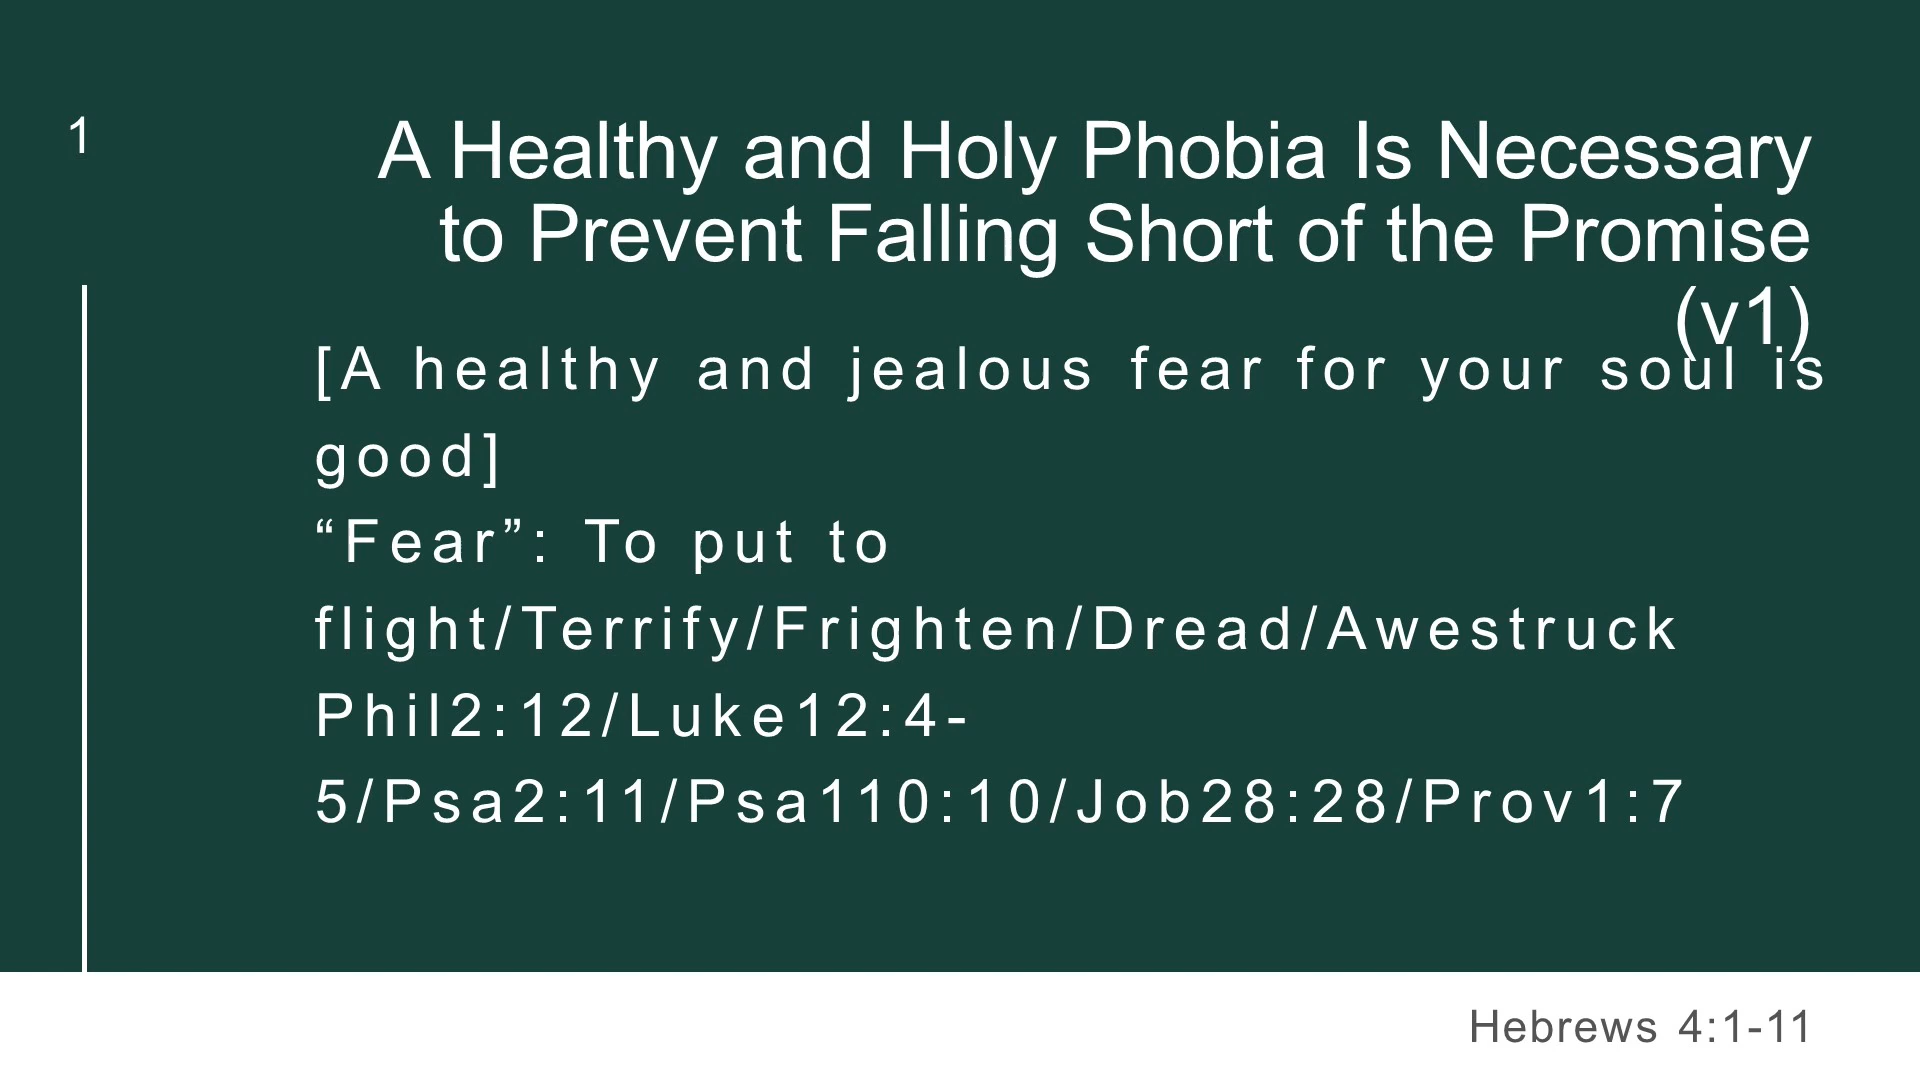 1
A Healthy and Holy Phobia Is Necessary
to Prevent Falling Short of the Promise
(v1)
[A healthy and jealous fear for your soul is
good]
“Fear”: To put to
flight/Terrify/Frighten/Dread/Awestruck
Phil2:12/Luke12:4-
5/Psa2:11/Psa110:10/Job28:28/Prov1:7
Hebrews 4:1-11